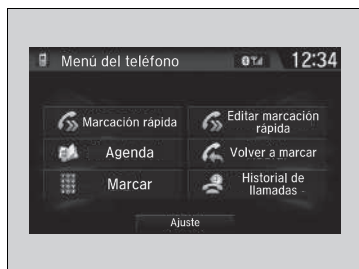 Menú del teléfono
12:34
Marcación rápida
Editar marcación
rápida
Agenda
Volver a marcar
Marcar
Historial de
llamadas
Ajuste